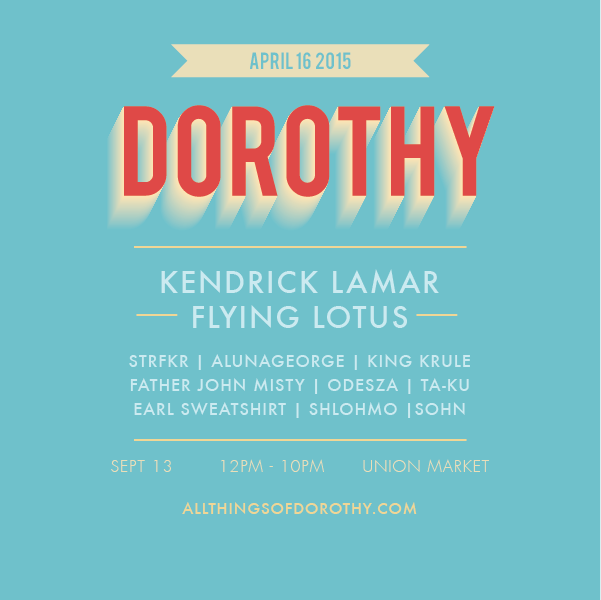 APRIL 16 2015
DOROTHY
KENDRICK LAMAR
FLYING LOTUS
STRFKR | ALUNAGEORGE | KING KRULE
FATHER JOHN MISTY | ODESZA | TA-KU
EARL SWEATSHIRT | SHLOHMO |SOHN
SEPT 13 12PM - 10PM UNION MARKET
ALLTHINGSOFDOROTHY.COM